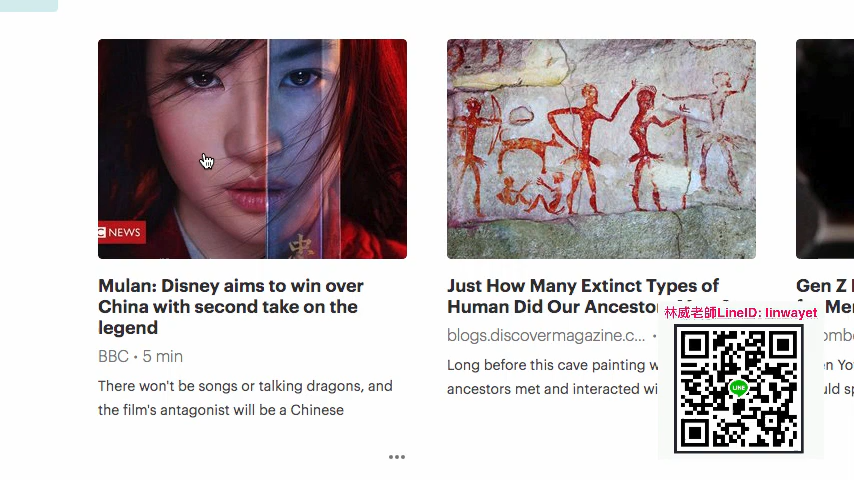 C NEWS
忠
Mulan: Disney aims to win over
China with second take on the
legend
BBC • 5 min
There won't be songs or talking dragons, and
the film's antagonist will be a Chinese
Just How Many Extinct Types of
Human Did Our
blogs.discovermagazine.c... •
Long before this cave painting
ancestors met and interacted
Gen Z
林威老師LineID: linwayet
LINE